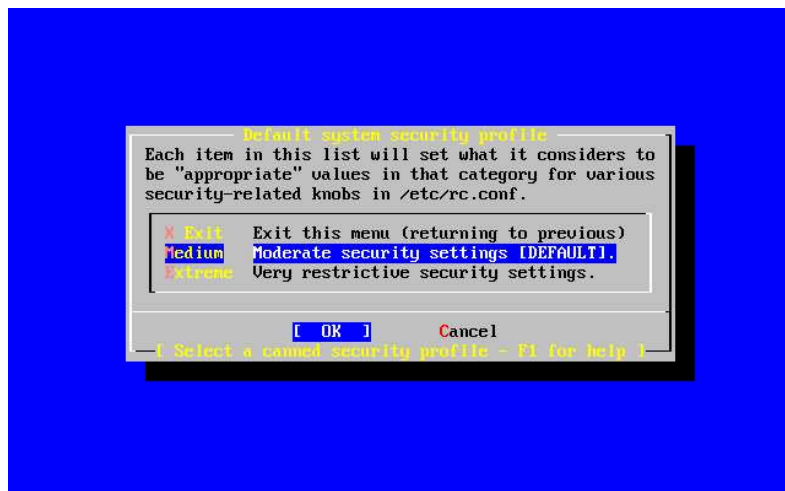 Default system security profile
Each item in this list will set what it considers to
be "appropriate" values in that category for various
security-related knobs in /etc/rc.conf.
X Exit Exit this menu (returning to previous)
Medium Moderate security settings [DEFAULT].
Extreme Very restrictive security settings.
[ OK ] Cancel
[ Select a canned security profile - F1 for help ]